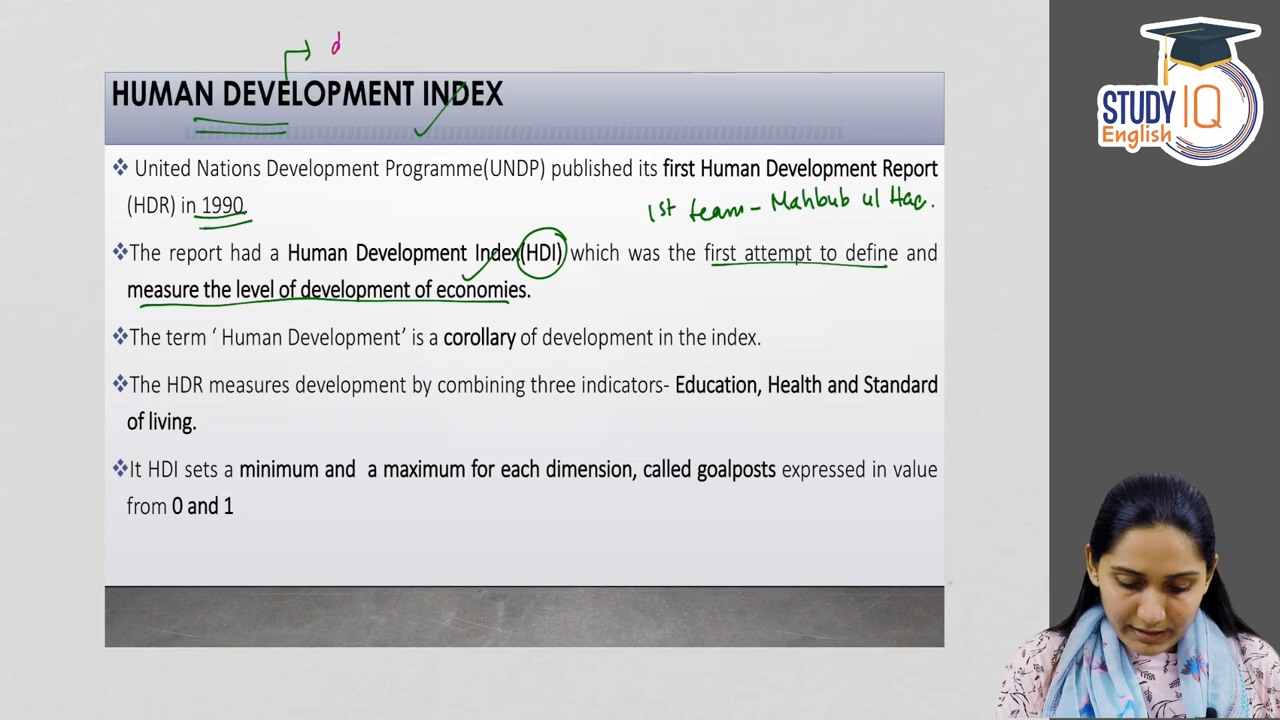 d
HUMAN DEVELOPMENT INDEX
❖ United Nations Development Programme(UNDP) published its first Human Development Report
(HDR) in 1990.
1st team - Mahbub ul Haq.
❖The report had a Human Development Index(HDI) which was the first attempt to define and
measure the level of development of economies.
❖The term ‘ Human Development’ is a corollary of development in the index.
❖The HDR measures development by combining three indicators- Education, Health and Standard
of living.
❖It HDI sets a minimum and a maximum for each dimension, called goalposts expressed in value
from 0 and 1
STUDY IQ
English